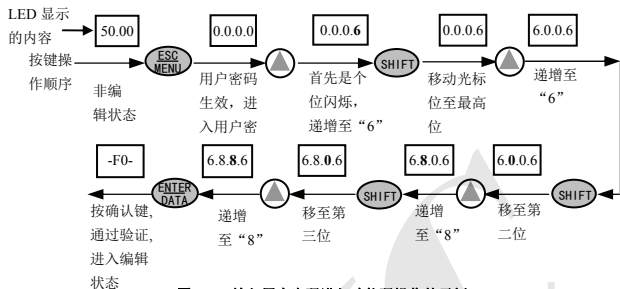 LED 显示
的内容
50.00
0.0.0.0
0.0.0.6
0.0.0.6
6.0.0.6
按键操
作顺序
ESC
MENU
SHIFT
非编
辑状态
用户密码
生效，进
入用户密
首先是个
位闪烁，
递增至“6”
移动光标
位至最高
位
递增至
“6”
-F0-
6.8.8.6
6.8.0.6
6.8.0.6
6.0.0.6
ENTER
DATA
SHIFT
SHIFT
按确认键,
通过验证,
进入编辑
状态
递增
至“8”
移至第
三位
递增
至“8”
移至第
二位